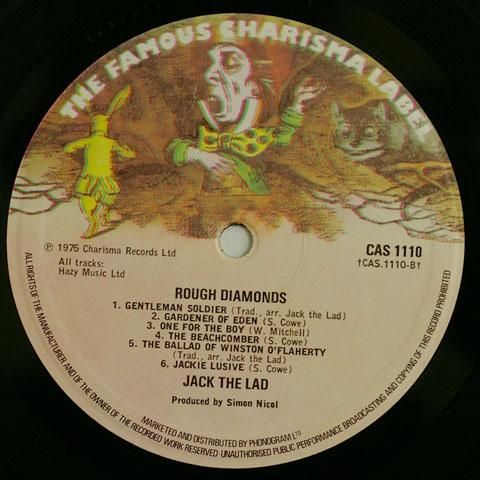 THE FAMOUS CHARISMA LABEL
℗ 1975 Charisma Records Ltd
All tracks:
Hazy Music Ltd
CAS 1110
†CAS.1110-B†
ROUGH DIAMONDS
1. GENTLEMAN SOLDIER (Trad., arr. Jack the Lad)
2. GARDENER OF EDEN (S. Cowe)
3. ONE FOR THE BOY (W. Mitchell)
4. THE BEACHCOMBER (S. Cowe)
5. THE BALLAD OF WINSTON O'FLAHERTY
(Trad., arr. Jack the Lad)
6. JACKIE LUSIVE (S. Cowe)
JACK THE LAD
Produced by Simon Nicol
MARKETED AND DISTRIBUTED BY PHONOGRAM LTD
ALL RIGHTS OF THE MANUFACTURER AND OF THE OWNER OF THE RECORDED WORK RESERVED·UNAUTHORISED PUBLIC PERFORMANCE BROADCASTING AND COPYING OF THIS RECORD PROHIBITED